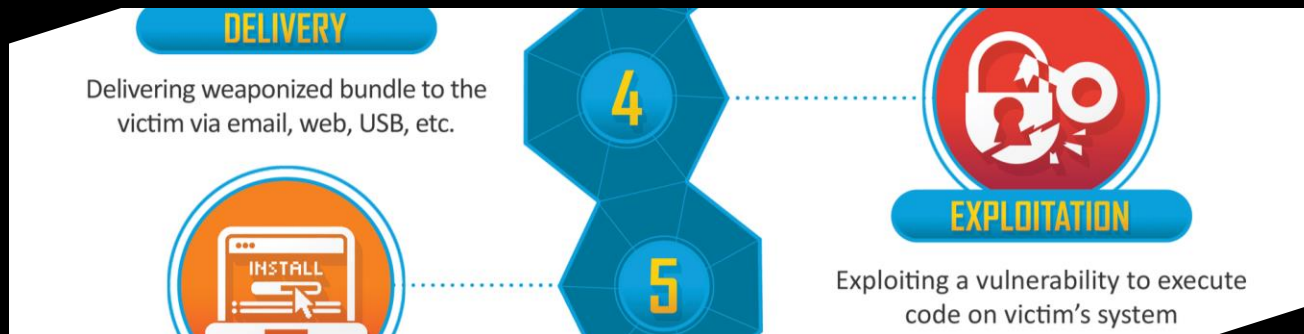 DELIVERY
Delivering weaponized bundle to the
victim via email, web, USB, etc.
4
EXPLOITATION
Exploiting a vulnerability to execute
code on victim's system
INSTALL
5